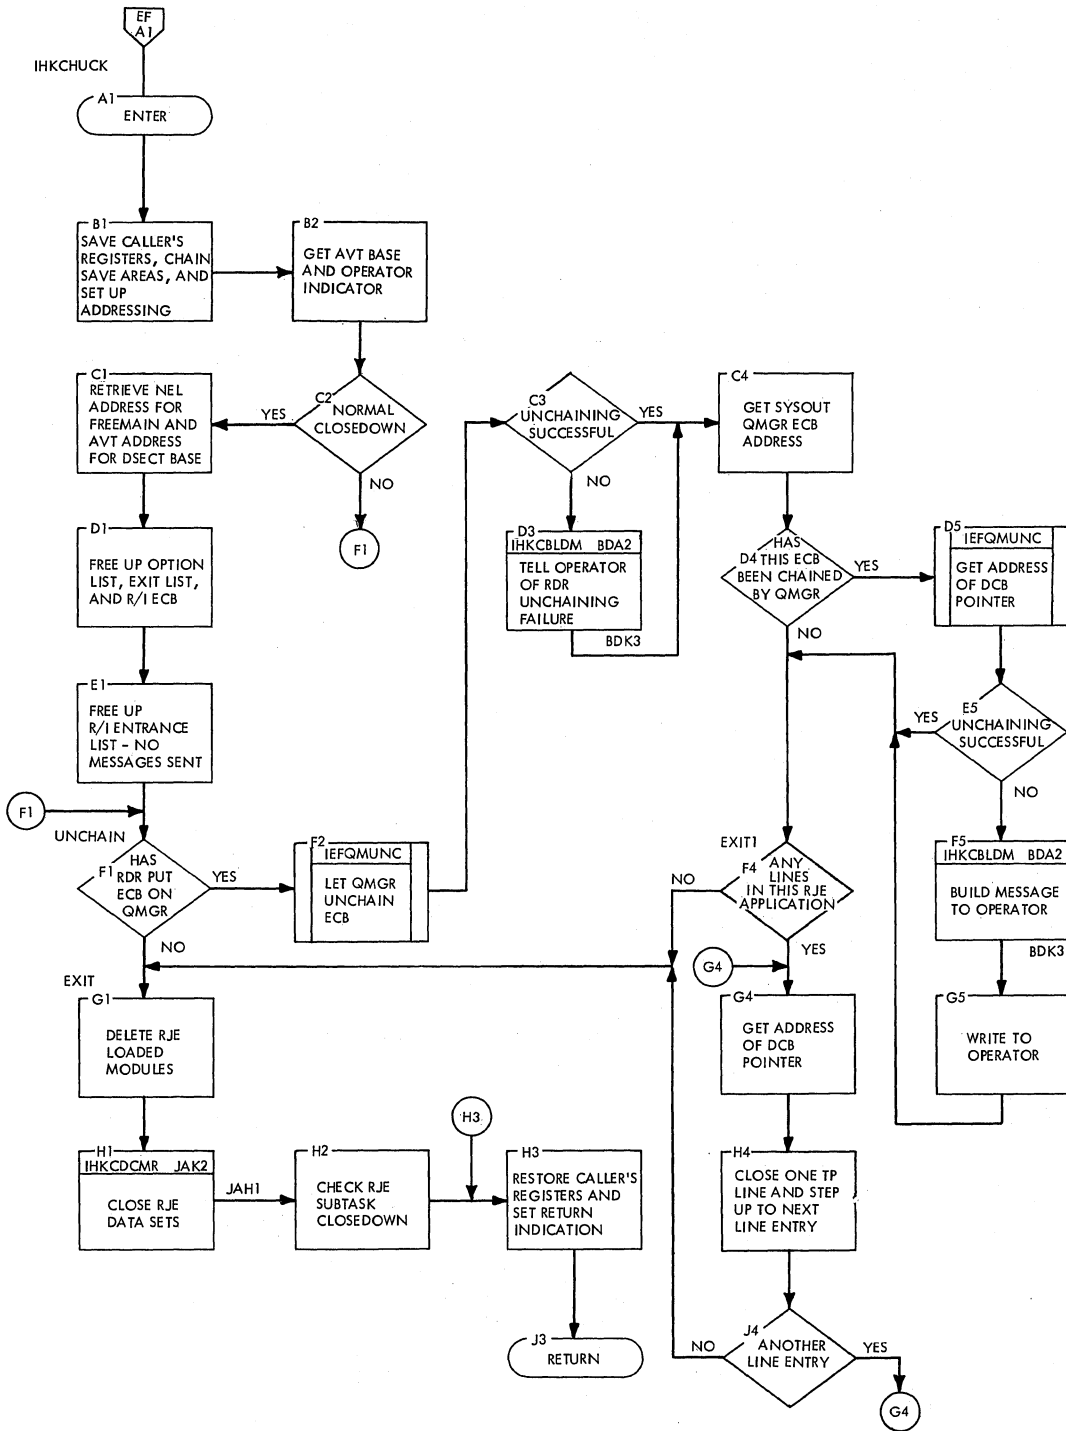 EF
A1
IHKCHUCK
A1
ENTER
B1
SAVE CALLER'S
REGISTERS, CHAIN
SAVE AREAS, AND
SET UP
ADDRESSING
B2
GET AVT BASE
AND OPERATOR
INDICATOR
C1
RETRIEVE NEL
ADDRESS FOR
FREEMAIN AND
AVT ADDRESS
FOR DSECT BASE
YES
C2
NORMAL
CLOSEDOWN
NO
F1
C3
UNCHAINING
SUCCESSFUL
YES
NO
C4
GET SYSOUT
QMGR ECB
ADDRESS
D1
FREE UP OPTION
LIST, EXIT LIST,
AND R/I ECB
D3
IHKCBLDM BDA2
TELL OPERATOR
OF RDR
UNCHAINING
FAILURE
BDK3
HAS
D4 THIS ECB
BEEN CHAINED
BY QMGR
YES
NO
D5
IEFQMUNC
GET ADDRESS
OF DCB
POINTER
E1
FREE UP
R/I ENTRANCE
LIST - NO
MESSAGES SENT
E5
UNCHAINING
SUCCESSFUL
YES
NO
F1
UNCHAIN
HAS
F1 RDR PUT
ECB ON
QMGR
YES
NO
F2
IEFQMUNC
LET QMGR
UNCHAIN
ECB
EXIT1
F4 ANY
LINES
IN THIS RJE
APPLICATION
NO
YES
F5
IHKCBLDM BDA2
BUILD MESSAGE
TO OPERATOR
BDK3
EXIT
G1
DELETE RJE
LOADED
MODULES
G4
G4
GET ADDRESS
OF DCB
POINTER
G5
WRITE TO
OPERATOR
H1
IHKCDCMR JAK2
CLOSE RJE
DATA SETS
JAH1
H2
CHECK RJE
SUBTASK
CLOSEDOWN
H3
H3
RESTORE CALLER'S
REGISTERS AND
SET RETURN
INDICATION
H4
CLOSE ONE TP
LINE AND STEP
UP TO NEXT
LINE ENTRY
J3
RETURN
NO
J4
ANOTHER
LINE ENTRY
YES
G4